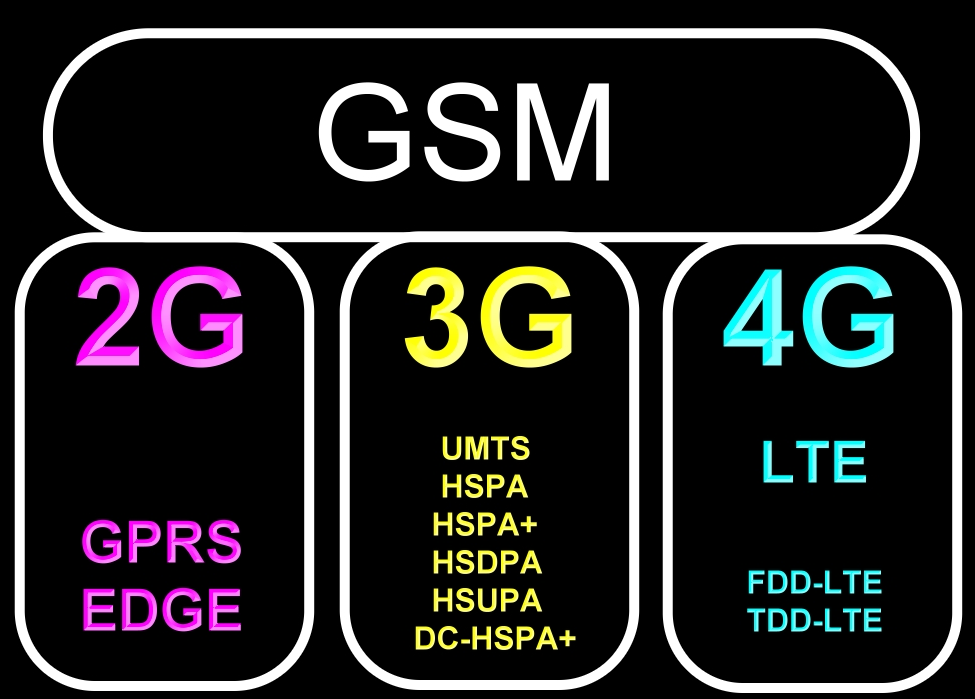 GSM
2G
GPRS
EDGE
3G
UMTS
HSPA
HSPA+
HSDPA
HSUPA
DC-HSPA+
4G
LTE
FDD-LTE
TDD-LTE